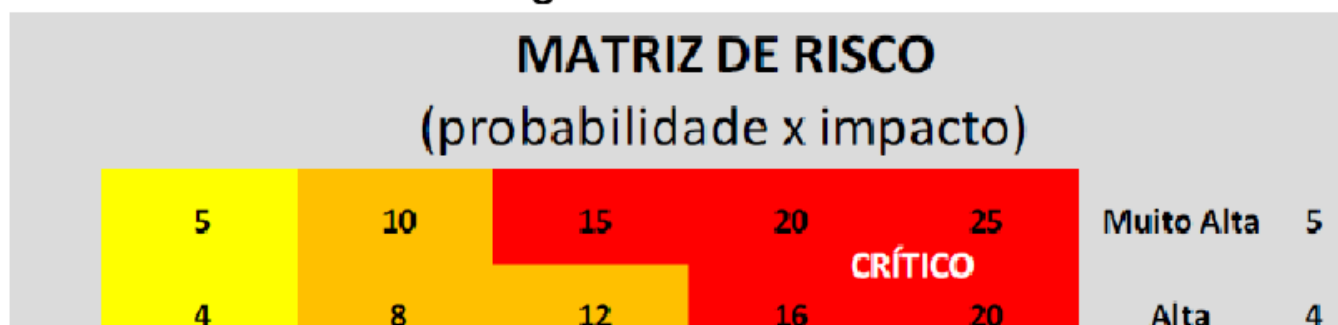 MATRIZ DE RISCO
(probabilidade x impacto)
5 10 15 20 25 Muito Alta 5
CRÍTICO
4 8 12 16 20 Alta 4